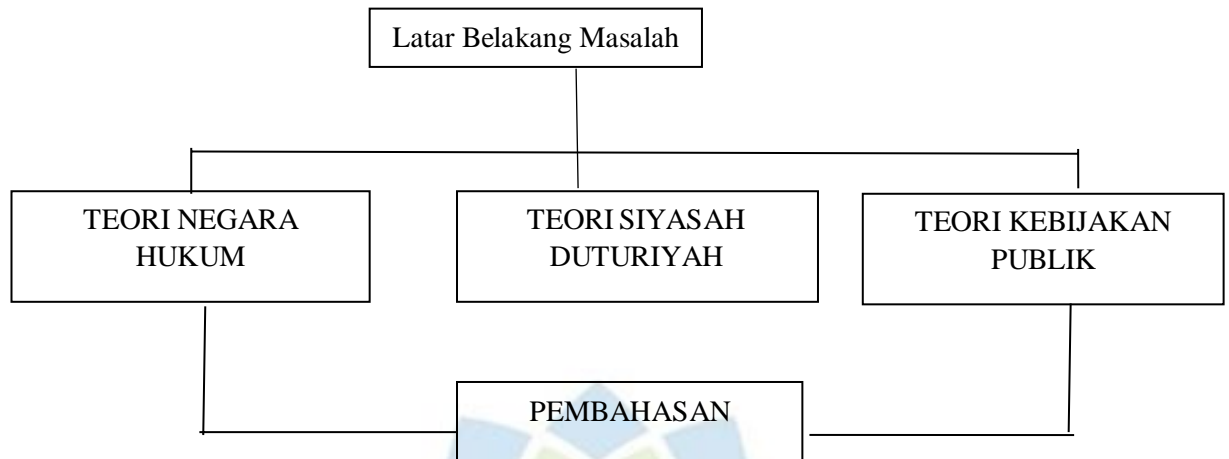 Latar Belakang Masalah
TEORI NEGARA
HUKUM
TEORI SIYASAH
DUTURIYAH
TEORI KEBIJAKAN
PUBLIK
PEMBAHASAN